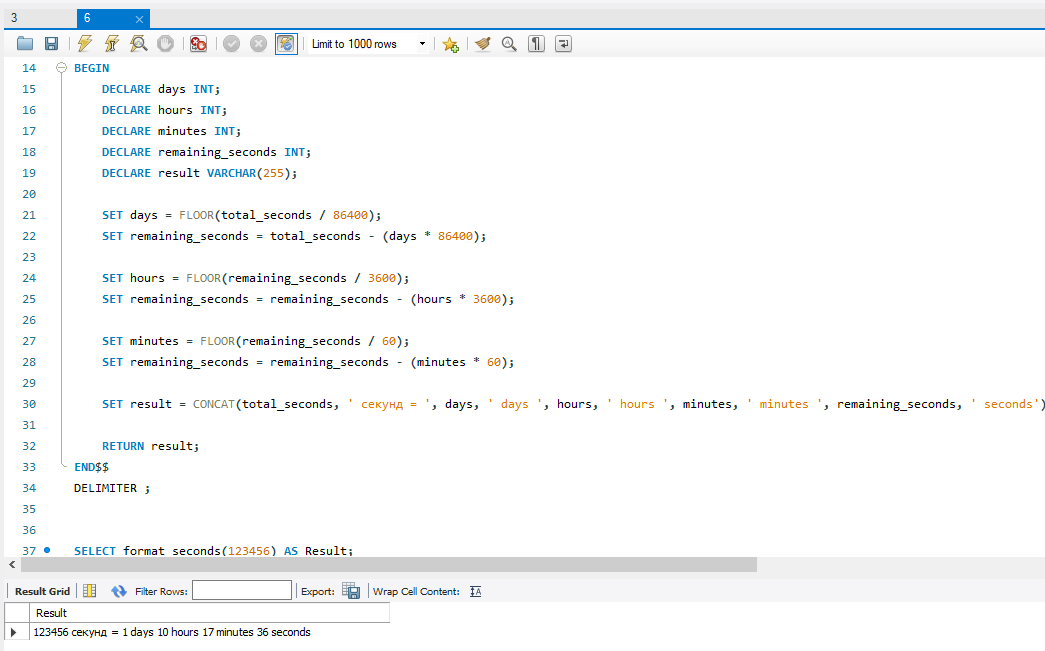 3
6
Limit to 1000 rows
14 BEGIN
15 DECLARE days INT;
16 DECLARE hours INT;
17 DECLARE minutes INT;
18 DECLARE remaining_seconds INT;
19 DECLARE result VARCHAR(255);
20
21 SET days = FLOOR(total_seconds / 86400);
22 SET remaining_seconds = total_seconds - (days * 86400);
23
24 SET hours = FLOOR(remaining_seconds / 3600);
25 SET remaining_seconds = remaining_seconds - (hours * 3600);
26
27 SET minutes = FLOOR(remaining_seconds / 60);
28 SET remaining_seconds = remaining_seconds - (minutes * 60);
29
30 SET result = CONCAT(total_seconds, ' секунд = ', days, ' days ', hours, ' hours ', minutes, ' minutes ', remaining_seconds, ' seconds')
31
32 RETURN result;
33 END$$
34 DELIMITER ;
35
36
37 SELECT format_seconds(123456) AS Result;
Result Grid Filter Rows: Export: Wrap Cell Content:
Result
123456 секунд = 1 days 10 hours 17 minutes 36 seconds